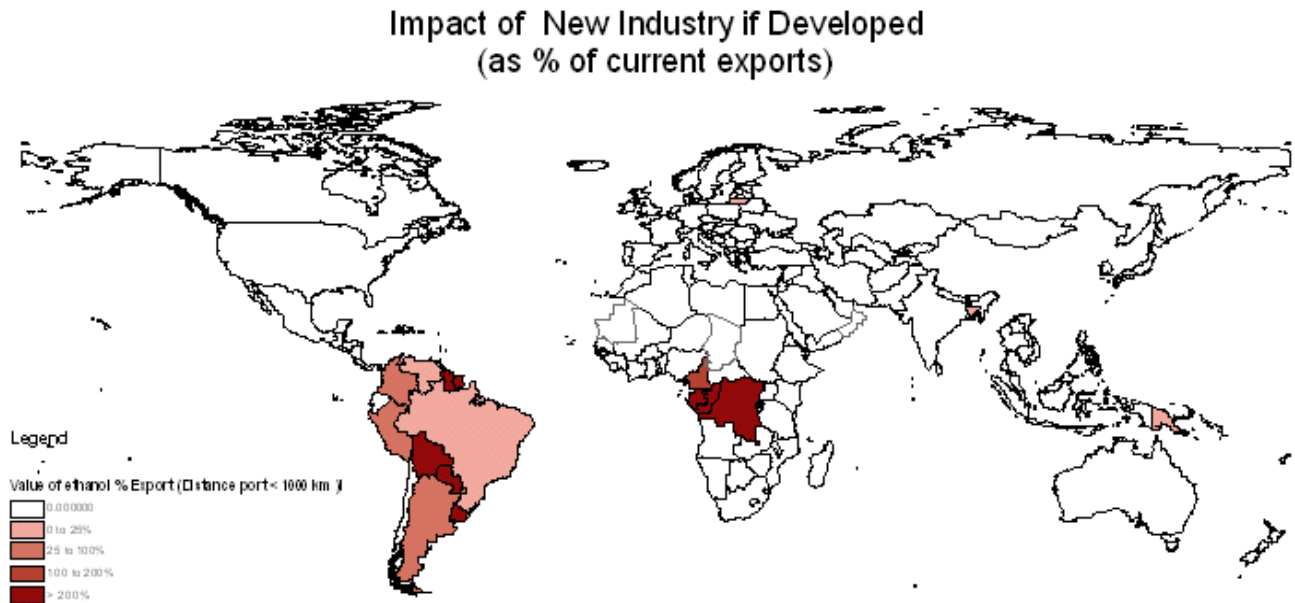 Impact of New Industry if Developed
(as % of current exports)
Legend
Value of ethanol % Export (Distance port < 1000 km )
0.000000
0 to 25%
25 to 100%
100 to 200%
> 200%